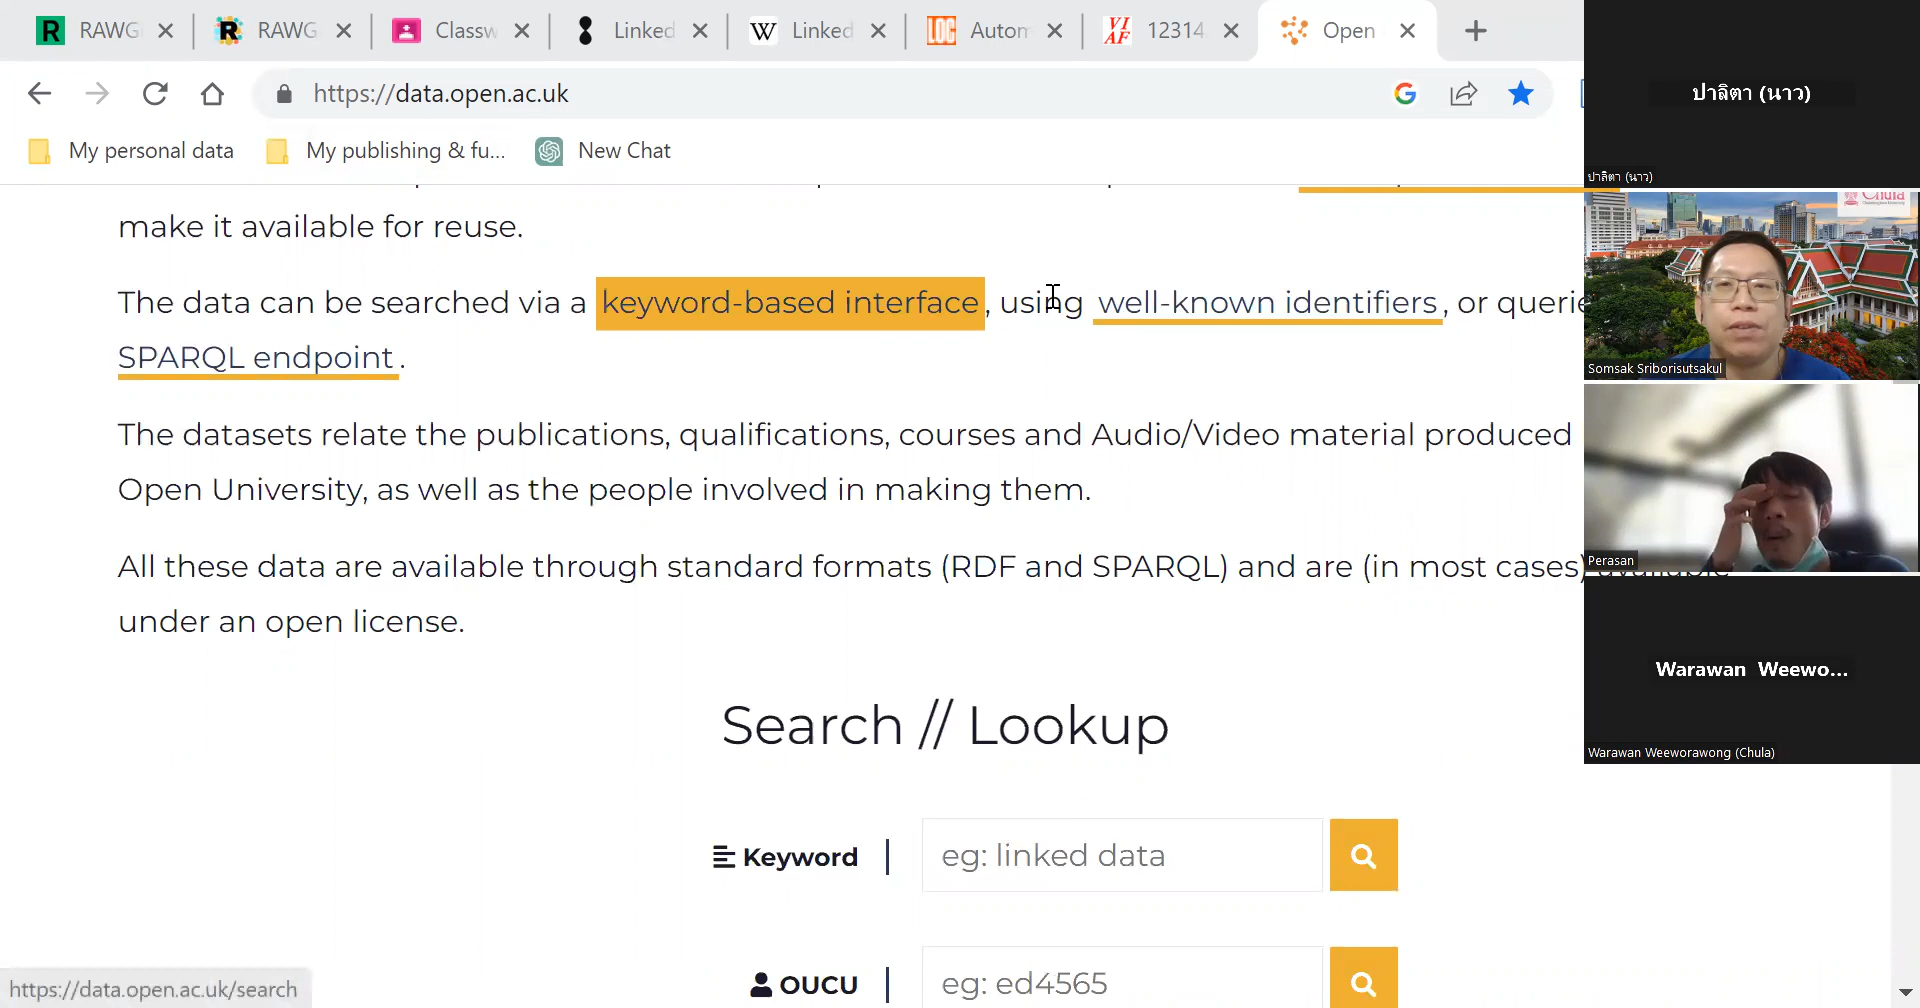 RAWG
RAWG
Classw
Linked
W
Linked
LOC
Autom
VIAF
12314
Open
https://data.open.ac.uk
My personal data
My publishing & fu...
New Chat
make it available for reuse.
The data can be searched via a keyword-based interface, using well-known identifiers, or querie
SPARQL endpoint.
The datasets relate the publications, qualifications, courses and Audio/Video material produced
Open University, as well as the people involved in making them.
All these data are available through standard formats (RDF and SPARQL) and are (in most cases) available
under an open license.
Search // Lookup
Keyword
eg: linked data
OUCU
eg: ed4565
https://data.open.ac.uk/search
ปาลิตา (นาว)
ปาลิตา (นาว)
Chula
Somsak Sriborisutsakul
Perasan
Warawan Weewo...
Warawan Weeworawong (Chula)